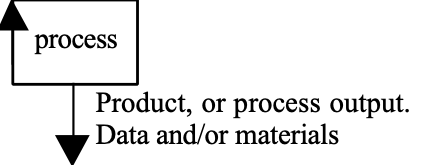 process
Product, or process output.
Data and/or materials